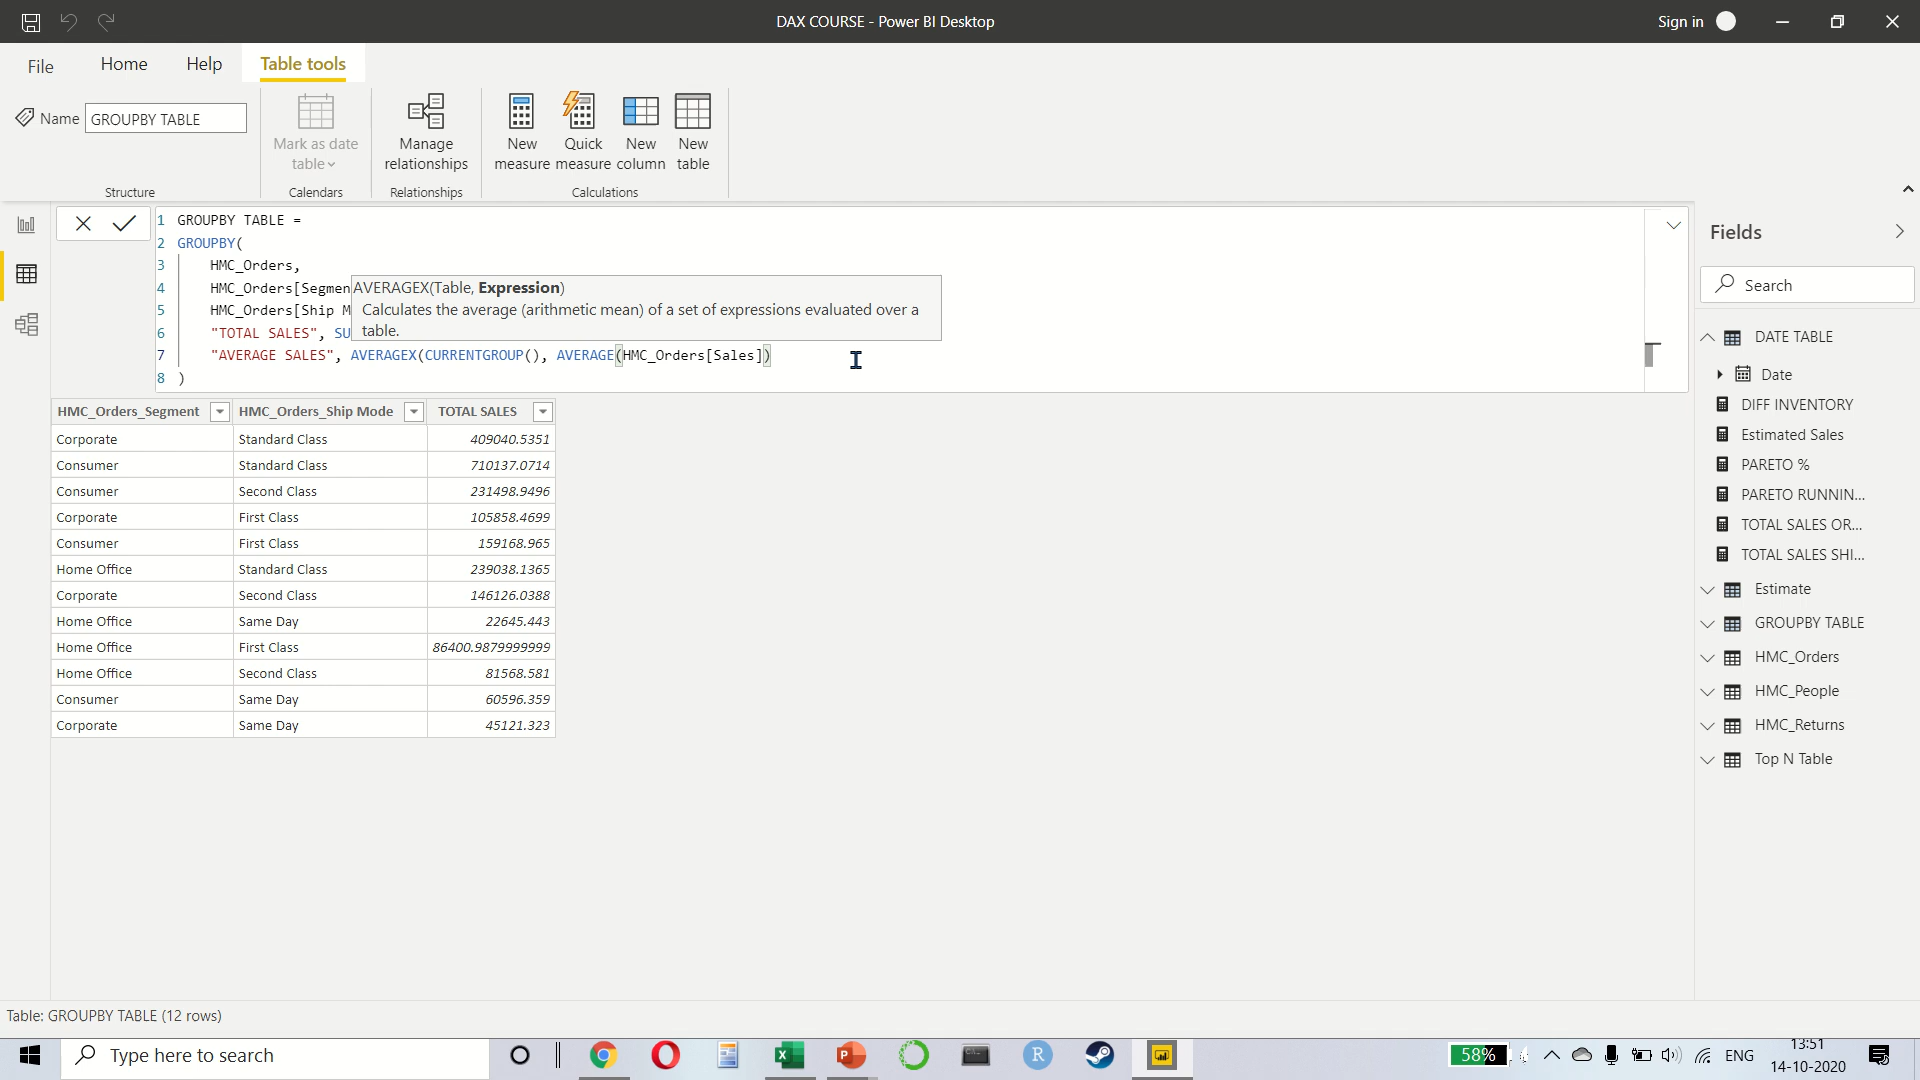 DAX COURSE - Power BI Desktop
Sign in
File
Home
Help
Table tools
Name
GROUPBY TABLE
Mark as date
table
Manage
relationships
New
measure
Quick
measure
New
column
New
table
Structure
Calendars
Relationships
Calculations
1 GROUPBY TABLE =
2 GROUPBY(
3 HMC_Orders,
4 HMC_Orders[Segmen
5 HMC_Orders[Ship M
6 "TOTAL SALES", SU
7 "AVERAGE SALES", AVERAGEX(CURRENTGROUP(), AVERAGE(HMC_Orders[Sales])
8 )
AVERAGEX(Table, Expression)
Calculates the average (arithmetic mean) of a set of expressions evaluated over a
table.
HMC_Orders_Segment HMC_Orders_Ship Mode TOTAL SALES
Corporate Standard Class 409040.5351
Consumer Standard Class 710137.0714
Consumer Second Class 231498.9496
Corporate First Class 105858.4699
Consumer First Class 159168.965
Home Office Standard Class 239038.1365
Corporate Second Class 146126.0388
Home Office Same Day 22645.443
Home Office First Class 86400.9879999999
Home Office Second Class 81568.581
Consumer Same Day 60596.359
Corporate Same Day 45121.323
Fields
Search
DATE TABLE
Date
DIFF INVENTORY
Estimated Sales
PARETO %
PARETO RUNNIN...
TOTAL SALES OR...
TOTAL SALES SHI...
Estimate
GROUPBY TABLE
HMC_Orders
HMC_People
HMC_Returns
Top N Table
Table: GROUPBY TABLE (12 rows)
Type here to search
58%
ENG
13:51
14-10-2020